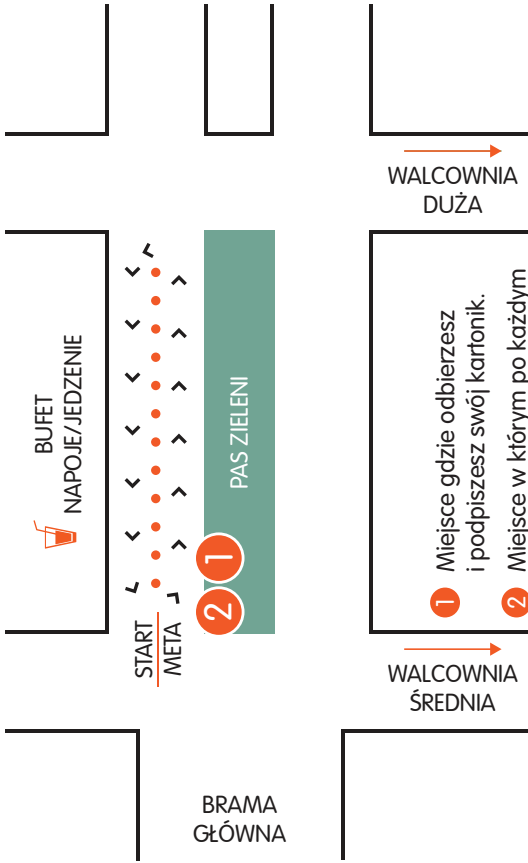 WALCOWNIA
DUŻA
BUFET
NAPOJE/JEDZENIE
PAS ZIELENI
1 Miejsce gdzie odbierzesz
i podpiszesz swój kartonik.
2 Miejsce w którym po każdym
1
2
START
META
WALCOWNIA
ŚREDNIA
BRAMA
GŁÓWNA